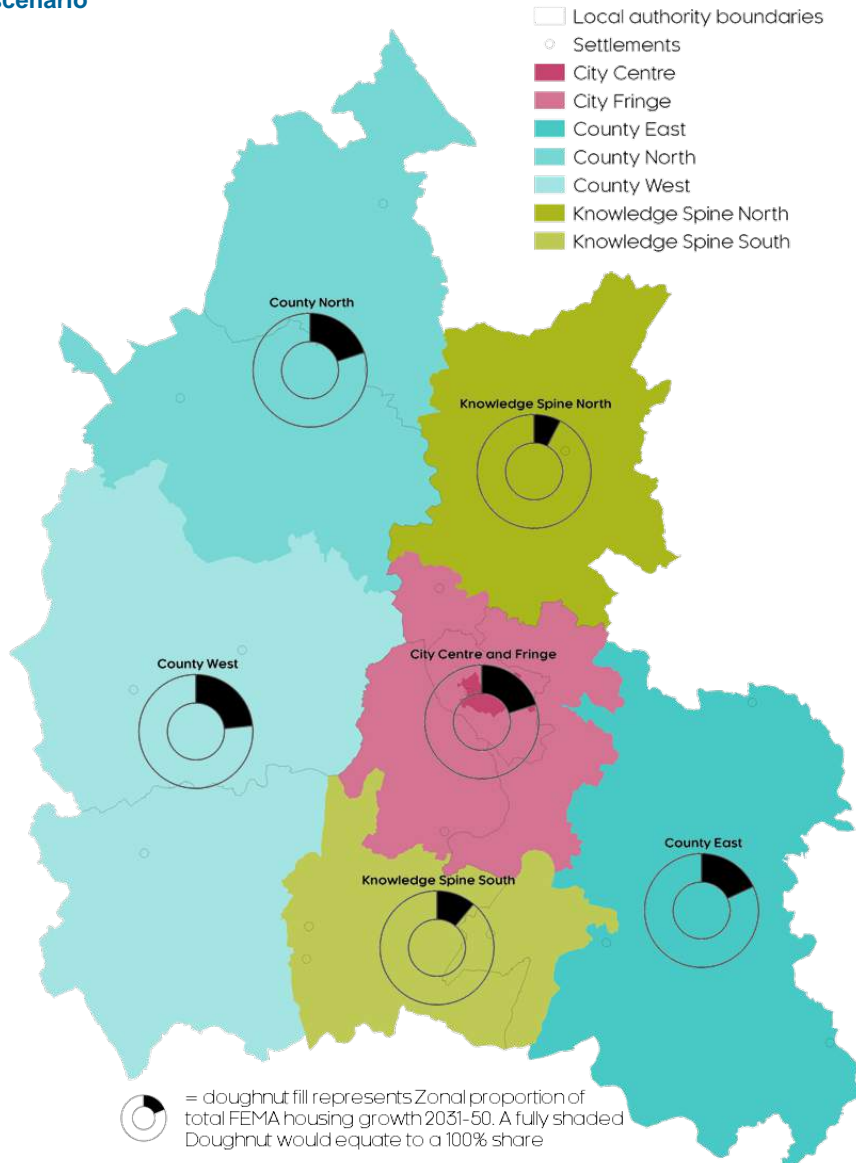 scenario
Local authority boundaries
Settlements
City Centre
City Fringe
County East
County North
County West
Knowledge Spine North
Knowledge Spine South
County North
Knowledge Spine North
County West
City Centre and Fringe
County East
Knowledge Spine South
= doughnut fill represents Zonal proportion of
total FEMA housing growth 2031-50. A fully shaded
Doughnut would equate to a 100% share